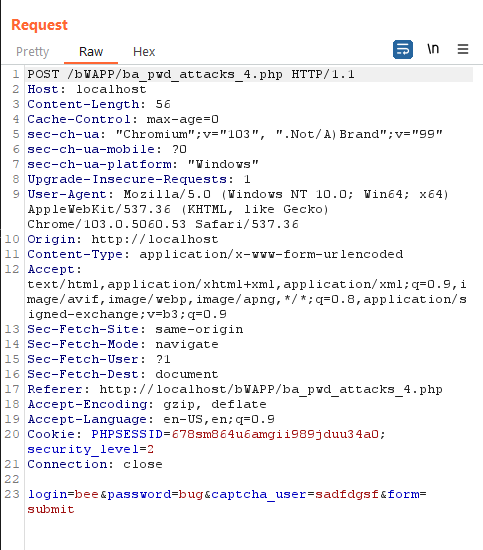 Request
Pretty Raw Hex \n
1 POST /bWAPP/ba_pwd_attacks_4.php HTTP/1.1
2 Host: localhost
3 Content-Length: 56
4 Cache-Control: max-age=0
5 sec-ch-ua: "Chromium";v="103", ".Not/A)Brand";v="99"
6 sec-ch-ua-mobile: ?0
7 sec-ch-ua-platform: "Windows"
8 Upgrade-Insecure-Requests: 1
9 User-Agent: Mozilla/5.0 (Windows NT 10.0; Win64; x64)
AppleWebKit/537.36 (KHTML, like Gecko)
Chrome/103.0.5060.53 Safari/537.36
10 Origin: http://localhost
11 Content-Type: application/x-www-form-urlencoded
12 Accept:
text/html,application/xhtml+xml,application/xml;q=0.9,i
mage/avif,image/webp,image/apng,*/*;q=0.8,application/s
igned-exchange;v=b3;q=0.9
13 Sec-Fetch-Site: same-origin
14 Sec-Fetch-Mode: navigate
15 Sec-Fetch-User: ?1
16 Sec-Fetch-Dest: document
17 Referer: http://localhost/bWAPP/ba_pwd_attacks_4.php
18 Accept-Encoding: gzip, deflate
19 Accept-Language: en-US,en;q=0.9
20 Cookie: PHPSESSID=678sm864u6amgii989jduu34a0;
security_level=2
21 Connection: close
22
23 login=bee&password=bug&captcha_user=sadfdgsf&form=
submit